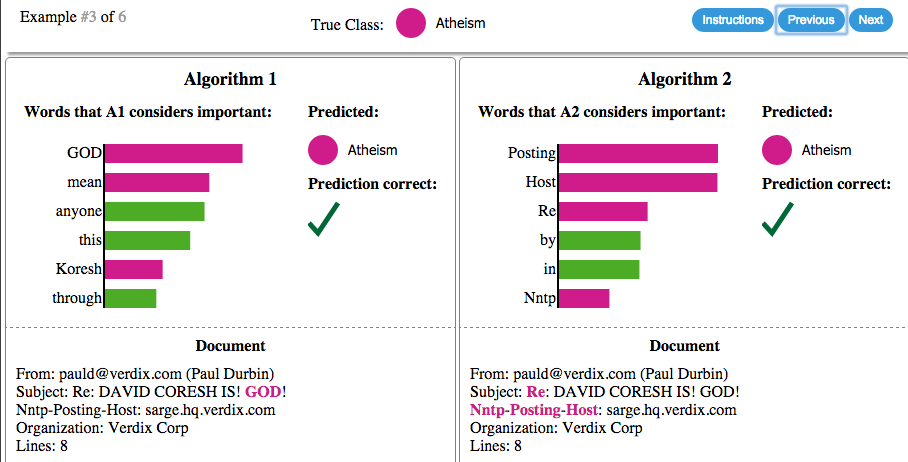 Example #3 of 6
True Class: Atheism
Instructions Previous Next
Algorithm 1
Words that A1 considers important: Predicted:
GOD
mean
anyone
this
Koresh
through
Atheism
Prediction correct:
Document
From: pauld@verdix.com (Paul Durbin)
Subject: Re: DAVID CORESH IS! GOD!
Nntp-Posting-Host: sarge.hq.verdix.com
Organization: Verdix Corp
Lines: 8
Algorithm 2
Words that A2 considers important: Predicted:
Posting
Host
Re
by
in
Nntp
Atheism
Prediction correct:
Document
From: pauld@verdix.com (Paul Durbin)
Subject: Re: DAVID CORESH IS! GOD!
Nntp-Posting-Host: sarge.hq.verdix.com
Organization: Verdix Corp
Lines: 8